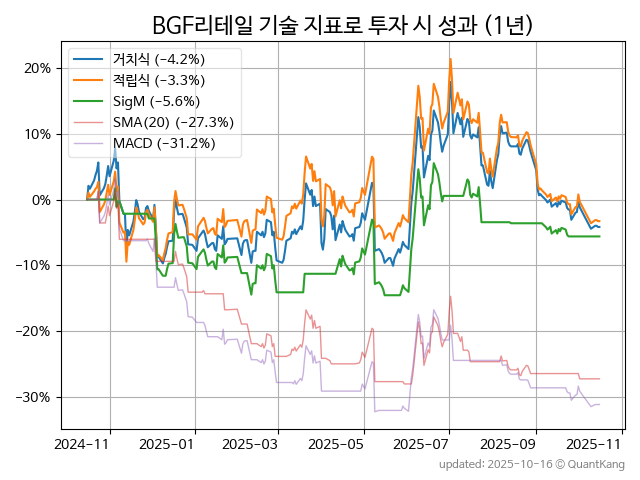 BGF리테일 기술 지표로 투자 시 성과 (1년)
거치식 (−4.2%)
적립식 (−3.3%)
SigM (−5.6%)
SMA(20) (−27.3%)
MACD (−31.2%)
20%
10%
0%
−10%
−20%
−30%
2024-11 2025-01 2025-03 2025-05 2025-07 2025-09 2025-11
updated: 2025-10-16 © QuantKang